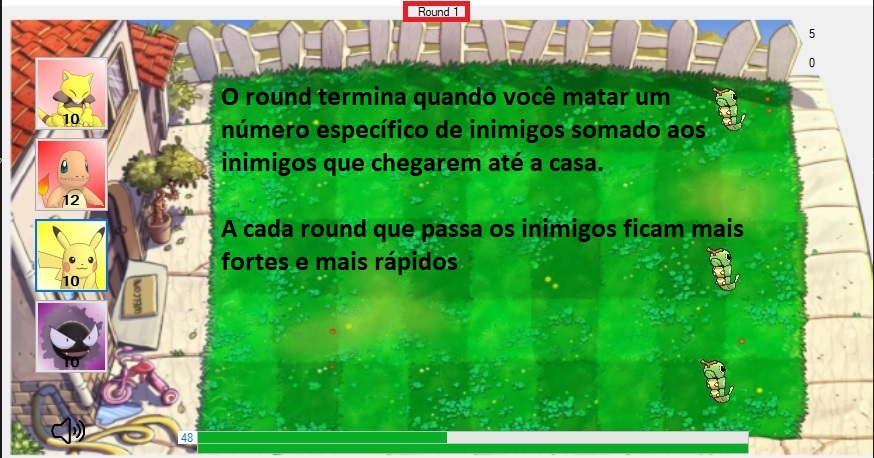 Round 1
5
0
10
12
10
10
O round termina quando você matar um
número específico de inimigos somado aos
inimigos que chegarem até a casa.
A cada round que passa os inimigos ficam mais
fortes e mais rápidos
WELCOME
48